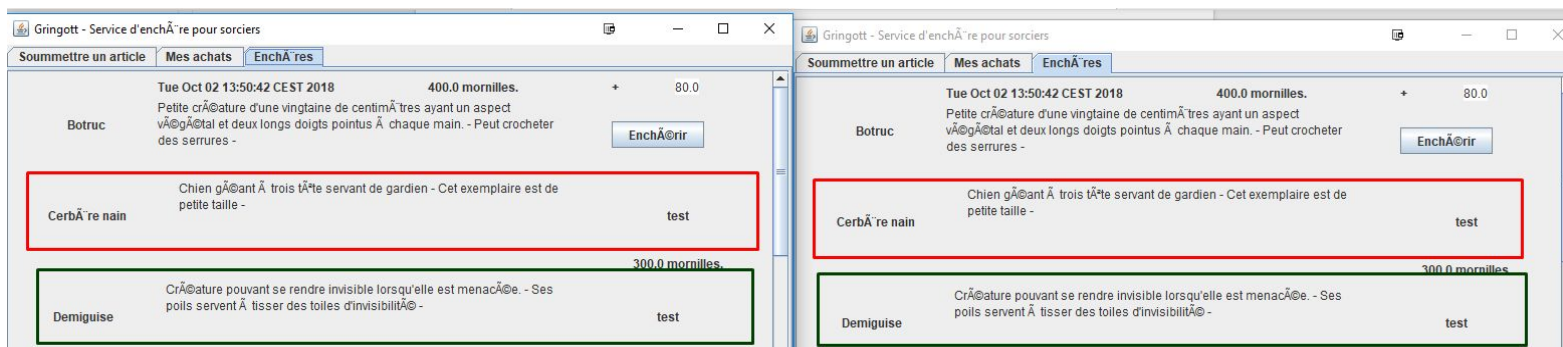 Gringott - Service d'enchÃ¨re pour sorciers
Soummettre un article Mes achats EnchÃ¨res
Tue Oct 02 13:50:42 CEST 2018 400.0 mornilles. + 80.0
Petite crÃ©ature d'une vingtaine de centimÃ¨tres ayant un aspect
Botruc vÃ©gÃ©tal et deux longs doigts pointus Ã chaque main. - Peut crocheter EnchÃ©rir
des serrures -
Chien gÃ©ant Ã trois tÃªte servant de gardien - Cet exemplaire est de
petite taille -
CerbÃ¨re nain test
300.0 mornilles.
CrÃ©ature pouvant se rendre invisible lorsqu'elle est menacÃ©e. - Ses
poils servent Ã tisser des toiles d'invisibilitÃ© -
Demiguise test
Gringott - Service d'enchÃ¨re pour sorciers
Soummettre un article Mes achats EnchÃ¨res
Tue Oct 02 13:50:42 CEST 2018 400.0 mornilles. + 80.0
Petite crÃ©ature d'une vingtaine de centimÃ¨tres ayant un aspect
Botruc vÃ©gÃ©tal et deux longs doigts pointus Ã chaque main. - Peut crocheter EnchÃ©rir
des serrures -
Chien gÃ©ant Ã trois tÃªte servant de gardien - Cet exemplaire est de
petite taille -
CerbÃ¨re nain test
300.0 mornilles
CrÃ©ature pouvant se rendre invisible lorsqu'elle est menacÃ©e. - Ses
poils servent Ã tisser des toiles d'invisibilitÃ© -
Demiguise test